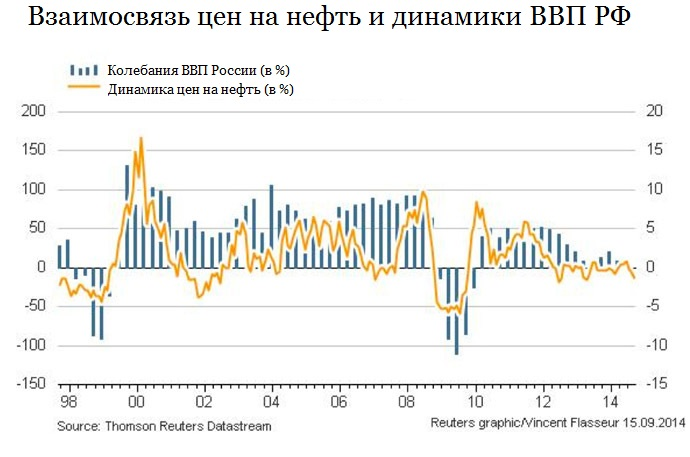 Взаимосвязь цен на нефть и динамики ВВП РФ
Колебания ВВП России (в %)
Динамика цен на нефть (в %)
200 20
150 15
100 10
50 5
0 0
-50 -5
-100 -10
-150 -15
98 00 02 04 06 08 10 12 14
Source: Thomson Reuters Datastream
Reuters graphic/Vincent Flasseur 15.09.2014